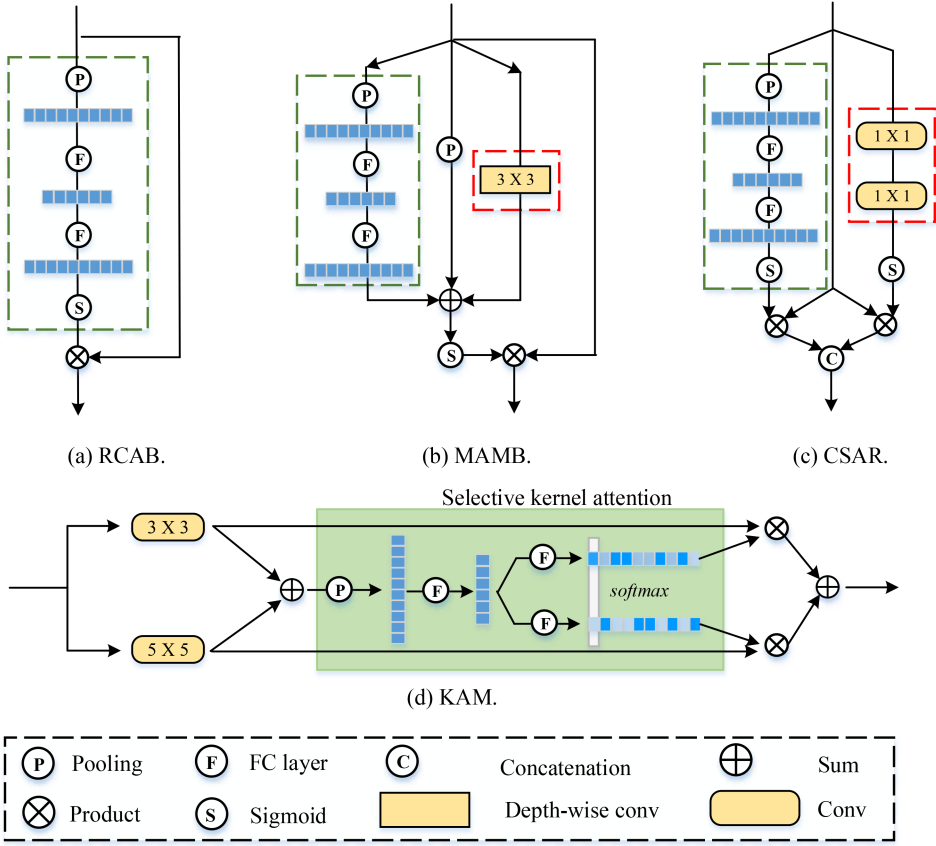 P
F
F
S
(a) RCAB.
P
F
F
P
3 X 3
S
(b) MAMB.
P
F
F
S
1 X 1
1 X 1
S
C
(c) CSAR.
Selective kernel attention
3 X 3
5 X 5
P
F
F
F
softmax
(d) KAM.
P Pooling F FC layer C Concatenation Sum
Product S Sigmoid Depth-wise conv Conv